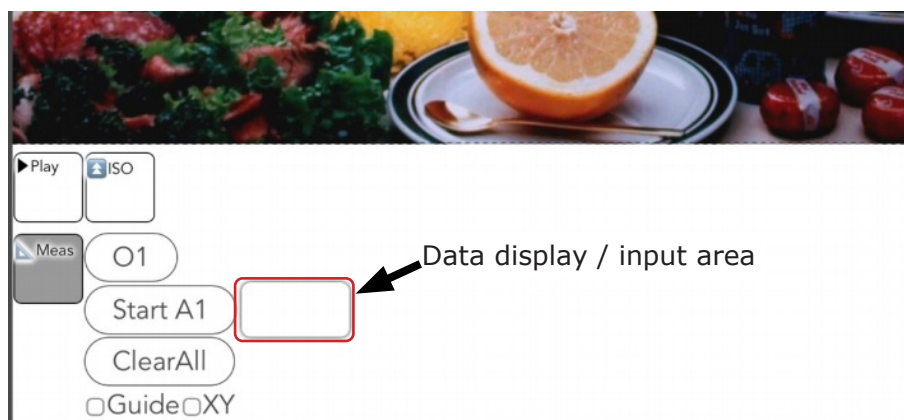 Play ISO
Meas O1
Data display / input area
Start A1
ClearAll
Guide XY